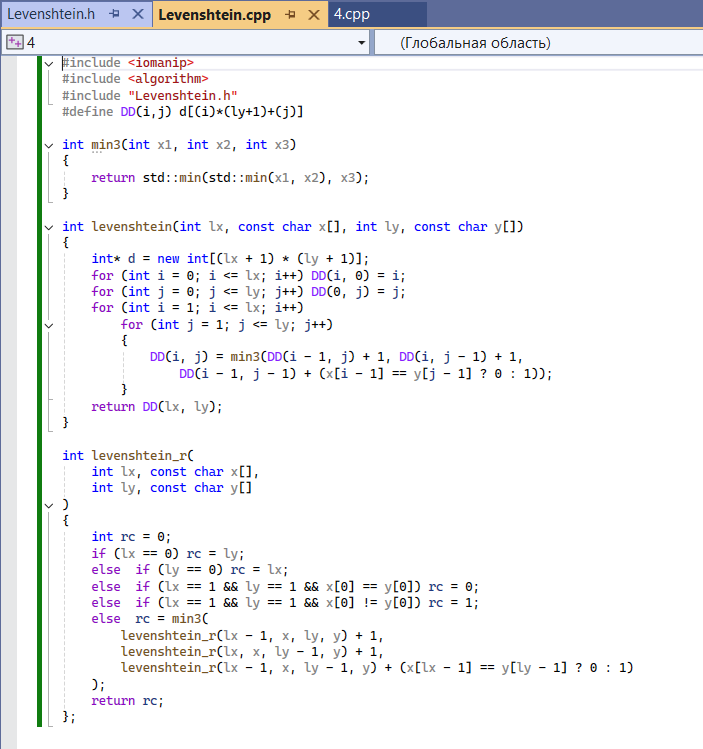 Levenshtein.h
Levenshtein.cpp
4.cpp
4
(Глобальная область)
#include <iomanip>
#include <algorithm>
#include "Levenshtein.h"
#define DD(i,j) d[(i)*(ly+1)+(j)]
int min3(int x1, int x2, int x3)
{
    return std::min(std::min(x1, x2), x3);
}
int levenshtein(int lx, const char x[], int ly, const char y[])
{
    int* d = new int[(lx + 1) * (ly + 1)];
    for (int i = 0; i <= lx; i++) DD(i, 0) = i;
    for (int j = 0; j <= ly; j++) DD(0, j) = j;
    for (int i = 1; i <= lx; i++)
        for (int j = 1; j <= ly; j++)
        {
            DD(i, j) = min3(DD(i - 1, j) + 1, DD(i, j - 1) + 1,
                DD(i - 1, j - 1) + (x[i - 1] == y[j - 1] ? 0 : 1));
        }
    return DD(lx, ly);
}
int levenshtein_r(
    int lx, const char x[],
    int ly, const char y[]
)
{
    int rc = 0;
    if (lx == 0) rc = ly;
    else  if (ly == 0) rc = lx;
    else  if (lx == 1 && ly == 1 && x[0] == y[0]) rc = 0;
    else  if (lx == 1 && ly == 1 && x[0] != y[0]) rc = 1;
    else  rc = min3(
        levenshtein_r(lx - 1, x, ly, y) + 1,
        levenshtein_r(lx, x, ly - 1, y) + 1,
        levenshtein_r(lx - 1, x, ly - 1, y) + (x[lx - 1] == y[ly - 1] ? 0 : 1)
    );
    return rc;
};